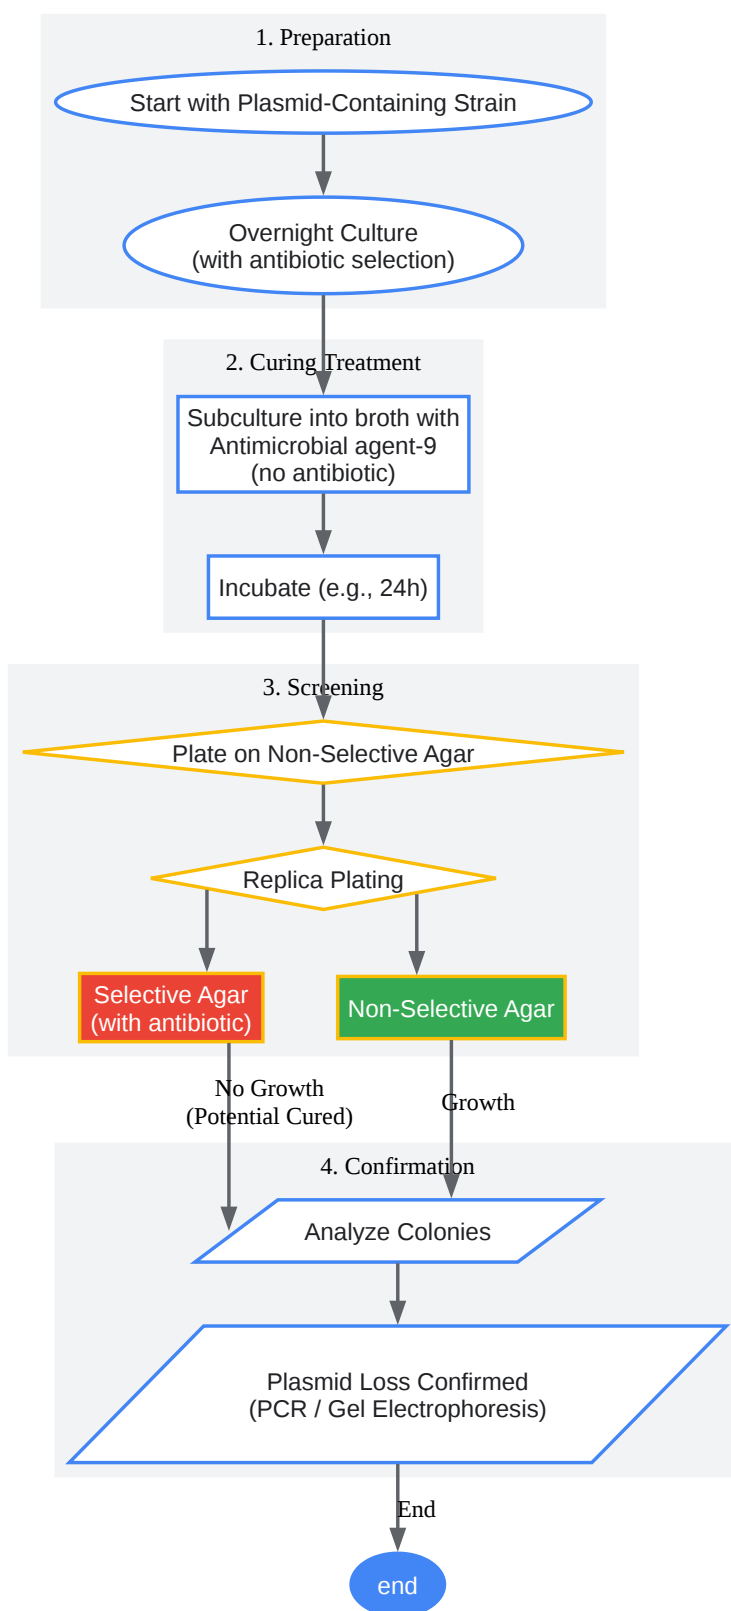 1. Preparation
Start with Plasmid-Containing Strain
Overnight Culture
(with antibiotic selection)
2. Curing Treatment
Subculture into broth with
Antimicrobial agent-9
(no antibiotic)
Incubate (e.g., 24h)
3. Screening
Plate on Non-Selective Agar
Replica Plating
Selective Agar
(with antibiotic)
Non-Selective Agar
No Growth
(Potential Cured)
Growth
4. Confirmation
Analyze Colonies
Plasmid Loss Confirmed
(PCR / Gel Electrophoresis)
End
end